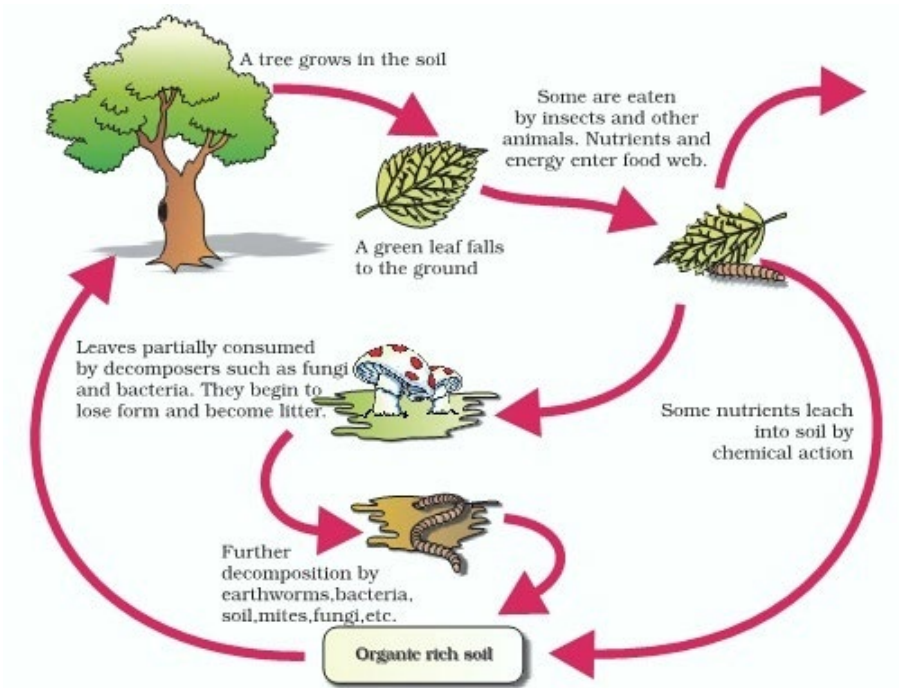 A tree grows in the soil
Some are eaten
by insects and other
animals. Nutrients and
energy enter food web.
A green leaf falls
to the ground
Leaves partially consumed
by decomposers such as fungi
and bacteria. They begin to
lose form and become litter.
Some nutrients leach
into soil by
chemical action
Further
decomposition by
earthworms,bacteria,
soil,mites,fungi,etc.
Organic rich soil